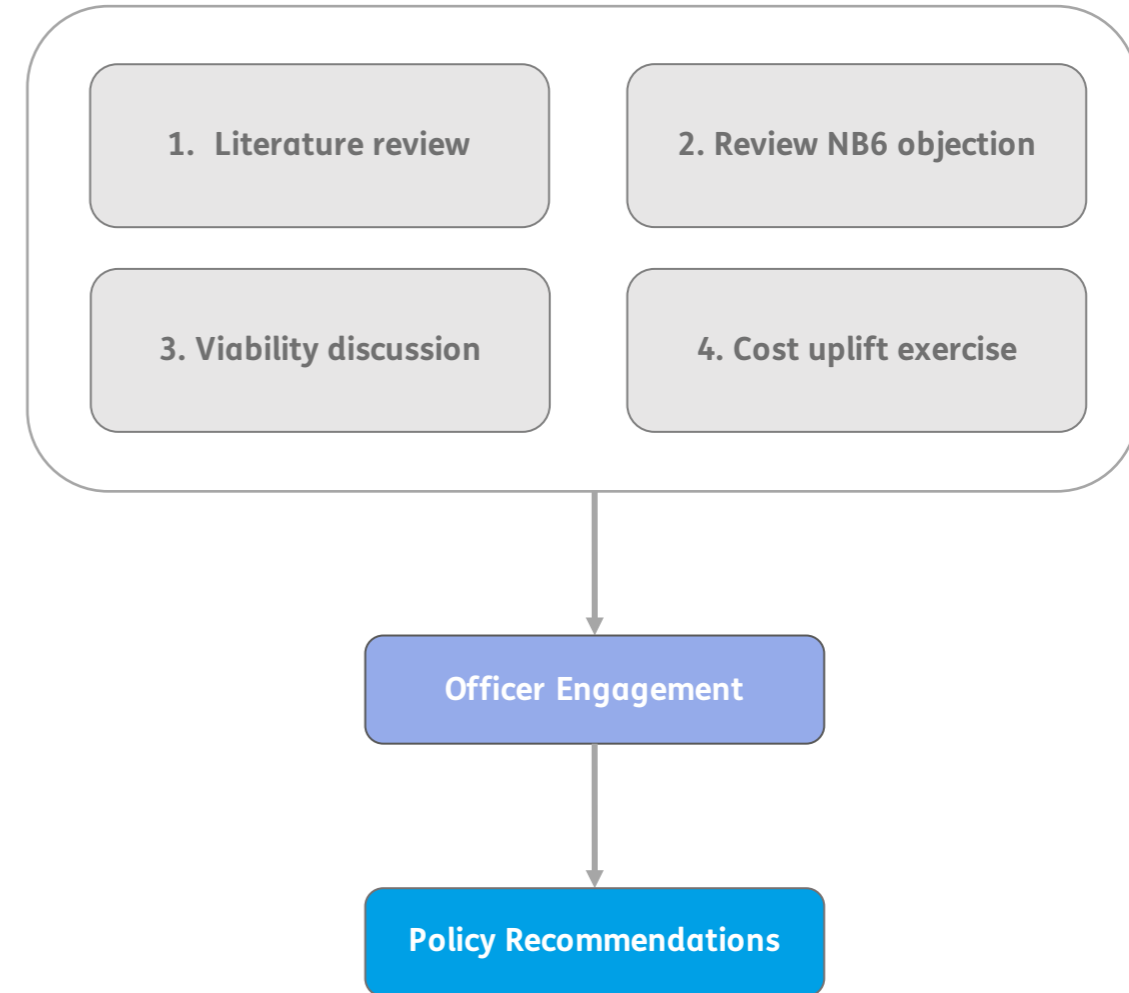 1. Literature review
2. Review NB6 objection
3. Viability discussion
4. Cost uplift exercise
Officer Engagement
Policy Recommendations